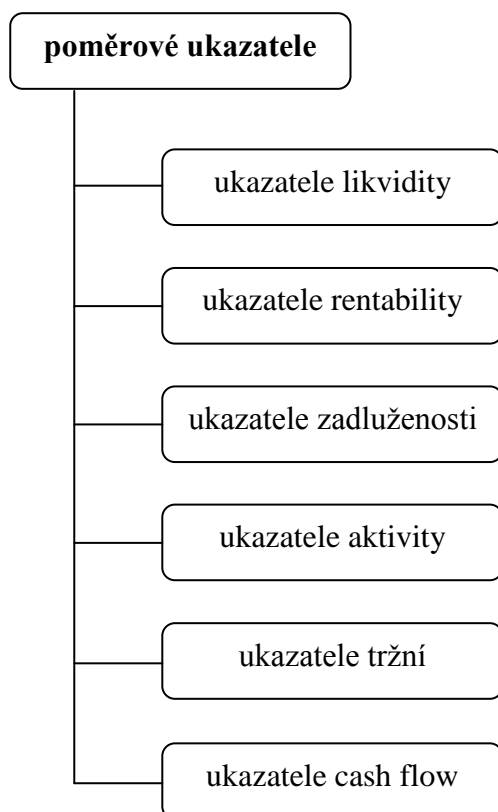 poměrové ukazatele
ukazatele likvidity
ukazatele rentability
ukazatele zadluženosti
ukazatele aktivity
ukazatele tržní
ukazatele cash flow